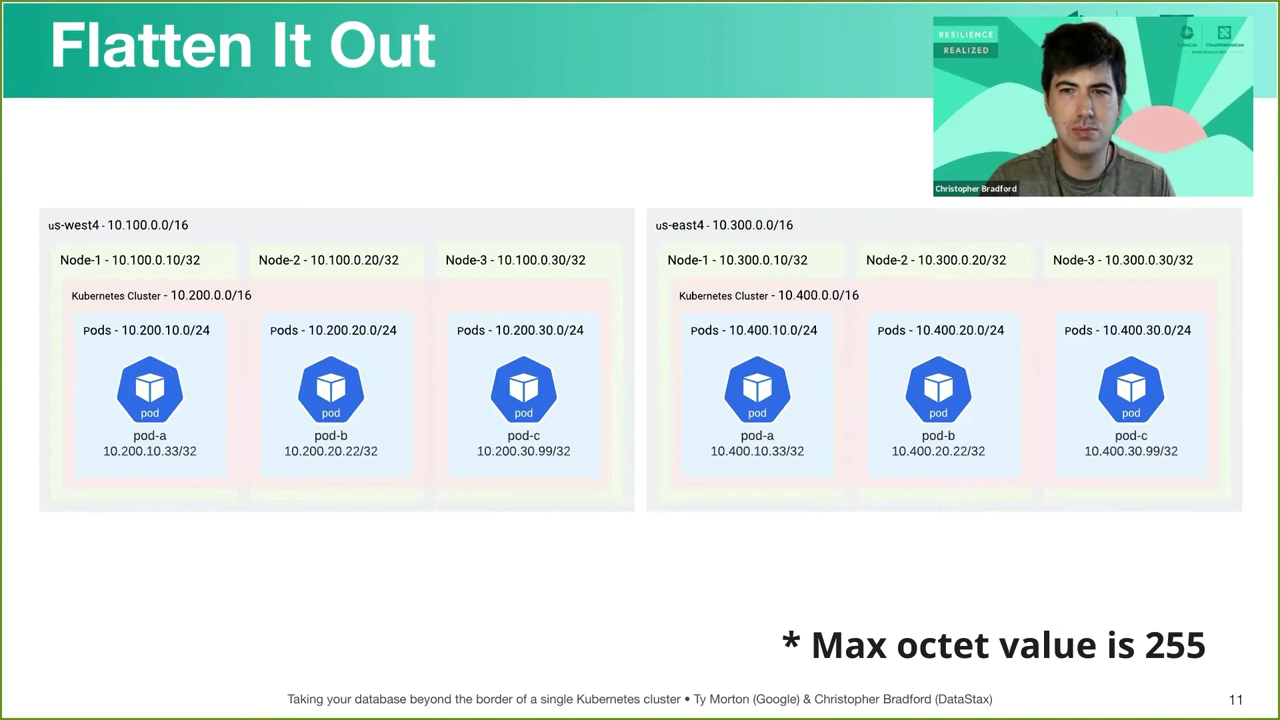 Flatten It Out
RESILIENCE
REALIZED
Christopher Bradford
us-west4 - 10.100.0.0/16
Node-1 - 10.100.0.10/32
Node-2 - 10.100.0.20/32
Node-3 - 10.100.0.30/32
Kubernetes Cluster - 10.200.0.0/16
Pods - 10.200.10.0/24
Pods - 10.200.20.0/24
Pods - 10.200.30.0/24
pod
pod
pod
pod-a
10.200.10.33/32
pod-b
10.200.20.22/32
pod-c
10.200.30.99/32
us-east4 - 10.300.0.0/16
Node-1 - 10.300.0.10/32
Node-2 - 10.300.0.20/32
Node-3 - 10.300.0.30/32
Kubernetes Cluster - 10.400.0.0/16
Pods - 10.400.10.0/24
Pods - 10.400.20.0/24
Pods - 10.400.30.0/24
pod
pod
pod
pod-a
10.400.10.33/32
pod-b
10.400.20.22/32
pod-c
10.400.30.99/32
* Max octet value is 255
Taking your database beyond the border of a single Kubernetes cluster • Ty Morton (Google) & Christopher Bradford (DataStax)
11